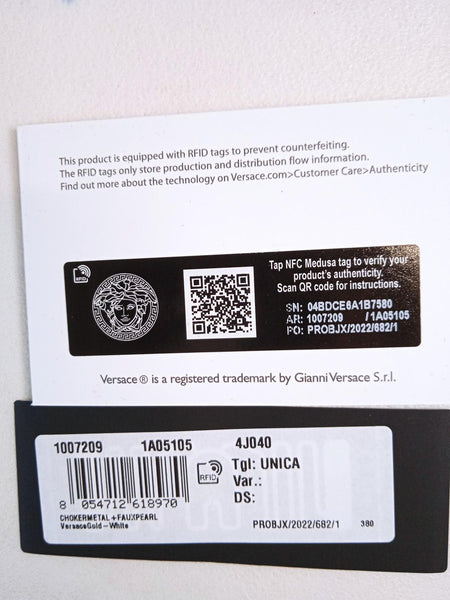 This product is equipped with RFID tags to prevent counterfeiting.
The RFID tags only store production and distribution flow information.
Find out more about the technology on Versace.com>Customer Care>Authenticity
RFID
Tap NFC Medusa tag to verify your
product's authenticity.
Scan QR code for instructions.
SN: 04BDCE6A1B7580
AR: 1007209 /1A05105
PO: PROBJX/2022/682/1
Versace® is a registered trademark by Gianni Versace S.r.l.
1007209 1A05105 4J040
RFID
Tgl: UNICA
Var.:
DS:
8 054712 618970
CHOKERMETAL+FAUXPEARL
VersaceGold-White
PROBJX/2022/682/1 380